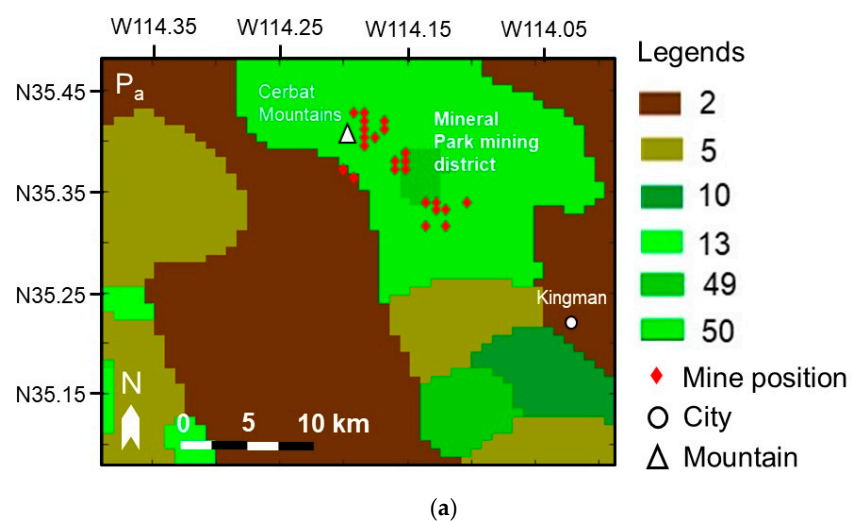 W114.35 W114.25 W114.15 W114.05
Legends
N35.45
Pa
Cerbat
Mountains
Mineral
Park mining
district
2
5
N35.35
10
13
N35.25
49
Kingman
50
N35.15
N
Mine position
0 5 10 km
City
Mountain
(a)